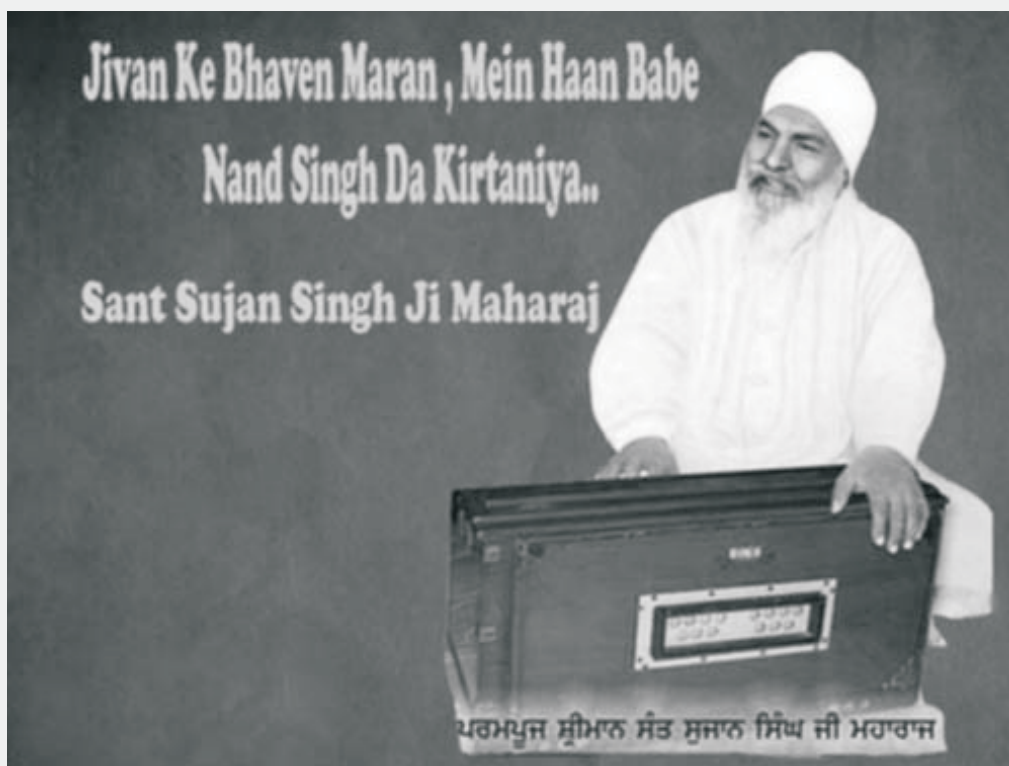 Jivan Ke Bhaven Maran , Mein Haan Babe
Nand Singh Da Kirtaniya..
Sant Sujan Singh Ji Maharaj
ਪਰਮਪੂਜ ਸ਼੍ਰੀਮਾਨ ਸੰਤ ਸੁਜਾਨ ਸਿੰਘ ਜੀ ਮਹਾਰਾਜ